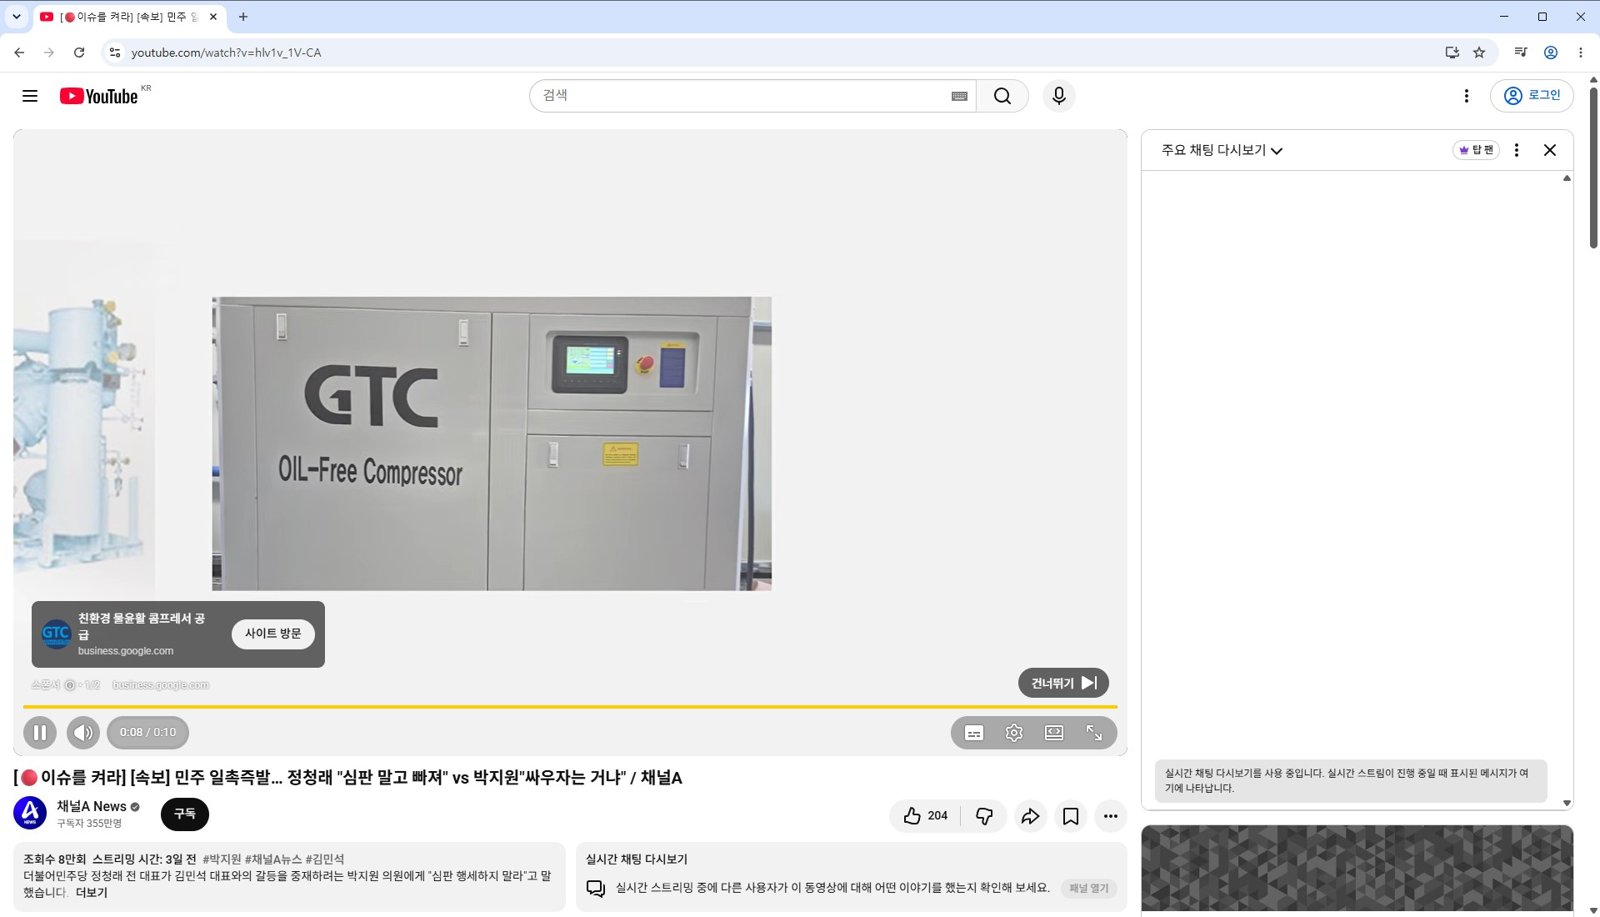 [🔴이슈를 켜라] [속보] 민주 일
youtube.com/watch?v=hlv1v_1V-CA
YouTube KR
검색
로그인
주요 채팅 다시보기
탑 팬
GTC
OIL-Free Compressor
GTC
친환경 물윤활 콤프레서 공
급
business.google.com
사이트 방문
스폰서 · 1/2 business.google.com
건너뛰기
0:08 / 0:10
실시간 채팅 다시보기를 사용 중입니다. 실시간 스트림이 진행 중일 때 표시된 메시지가 여
기에 나타납니다.
[🔴이슈를 켜라] [속보] 민주 일촉즉발... 정청래 "심판 말고 빠져" vs 박지원"싸우자는 거냐" / 채널A
채널A News
구독자 355만명
구독
204
조회수 8만회 스트리밍 시간: 3일 전 #박지원 #채널A뉴스 #김민석
더불어민주당 정청래 전 대표가 김민석 대표와의 갈등을 중재하려는 박지원 의원에게 "심판 행세하지 말라"고 말
했습니다. 더보기
실시간 채팅 다시보기
실시간 스트리밍 중에 다른 사용자가 이 동영상에 대해 어떤 이야기를 했는지 확인해 보세요.
패널 열기